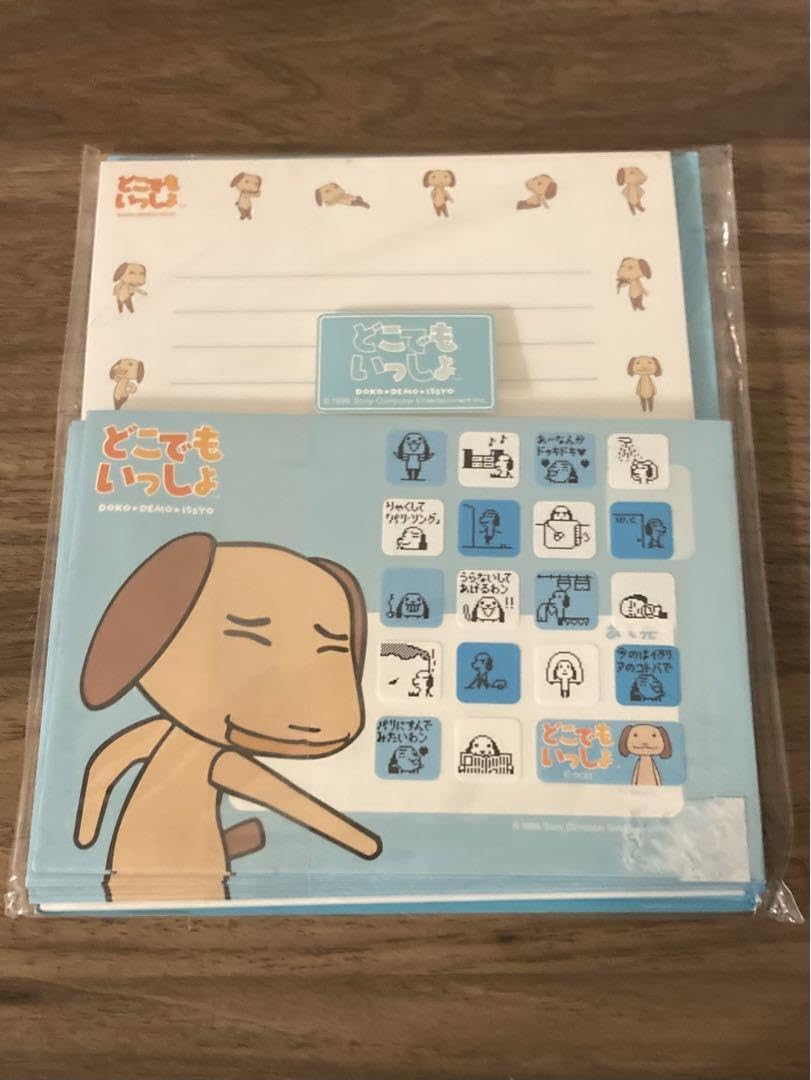 どこでも
いっしょ
どこでも
いっしょ
DOKO★DEMO★ISSYO
© 1999 Sony Computer Entertainment Inc.
どこでも
いっしょ
DOKO★DEMO★ISSYO
あ〜なんか
ドゥキドキ♥
りゃくして
「パリ・ソング」
W.C.
うらないして
あげるわン
!!
今のはイタリ
アのコトバで
パリにすんで
みたいわン
どこでも
いっしょ